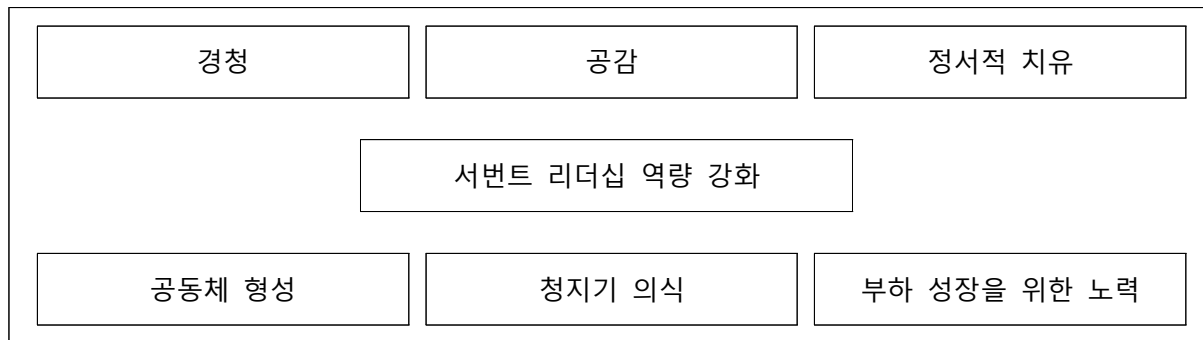 경청 공감 정서적 치유
서번트 리더십 역량 강화
공동체 형성 청지기 의식 부하 성장을 위한 노력